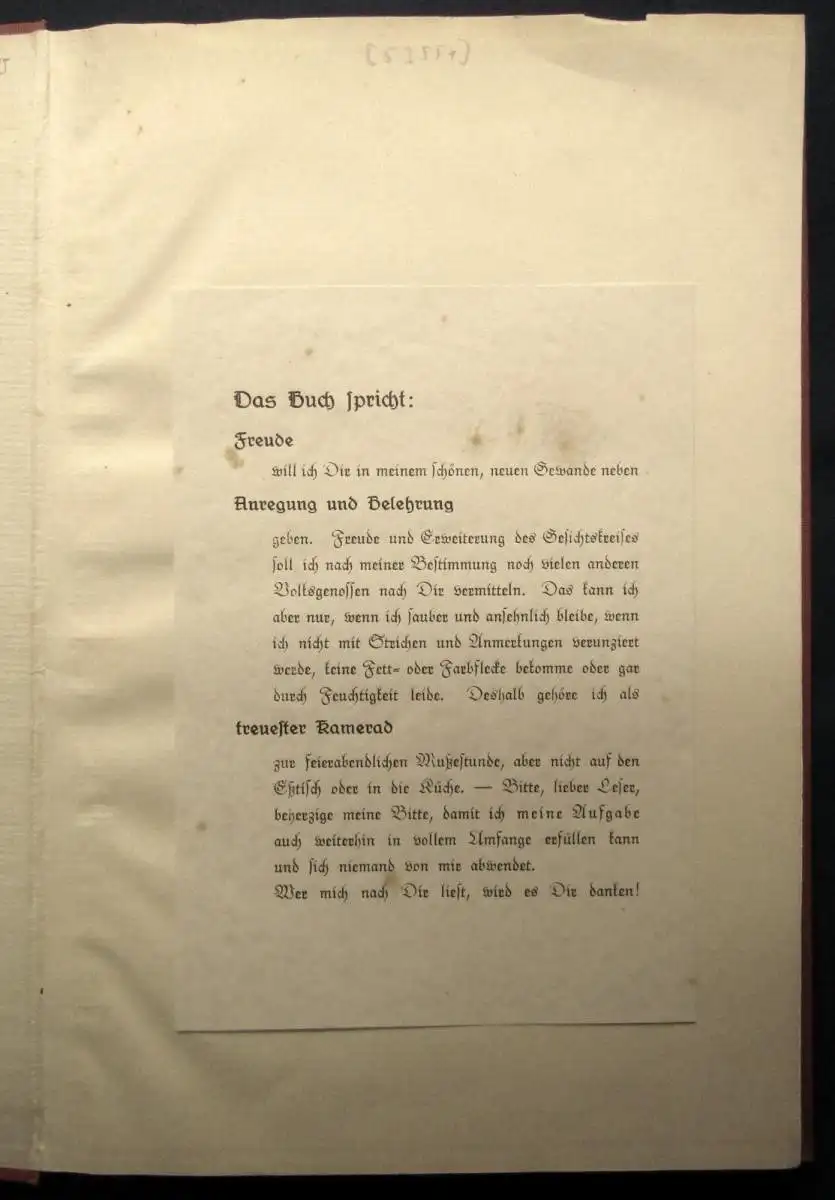 Das Buch spricht:
Freude
will ich Dir in meinem schönen, neuen Gewande neben
Anregung und Belehrung
geben. Freude und Erweiterung des Gesichtskreises
soll ich nach meiner Bestimmung noch vielen anderen
Volksgenossen nach Dir vermitteln. Das kann ich
aber nur, wenn ich sauber und ansehnlich bleibe, wenn
ich nicht mit Strichen und Anmerkungen verunziert
werde, keine Fett- oder Farbflecke bekomme oder gar
durch Feuchtigkeit leide. Deshalb gehöre ich als
treuester Kamerad
zur feierabendlichen Mußestunde, aber nicht auf den
Eßtisch oder in die Küche. — Bitte, lieber Leser,
beherzige meine Bitte, damit ich meine Aufgabe
auch weiterhin in vollem Umfange erfüllen kann
und sich niemand von mir abwendet.
Wer mich nach Dir liest, wird es Dir danken!